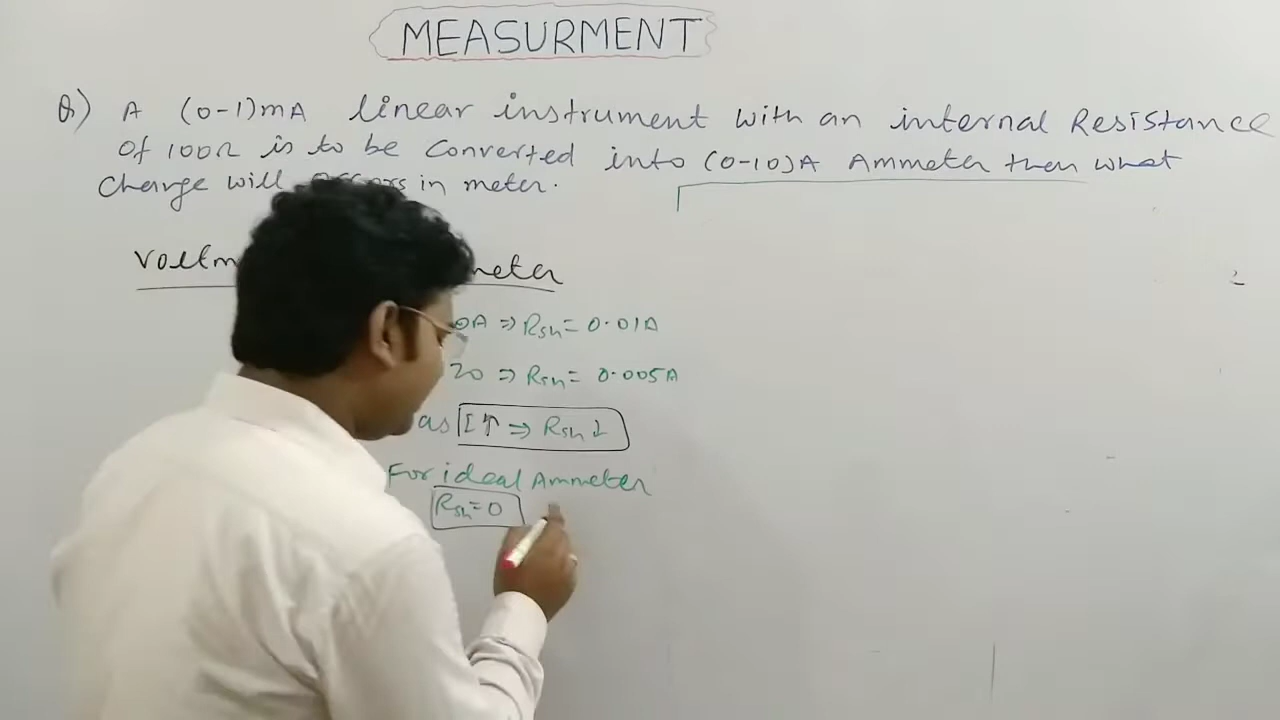 MEASURMENT
Q) A (0-1)mA linear instrument with an internal Resistance
Of 100Ω is to be converted into (0-10)A Ammeter then what
Change will in meter.
0A ⇒ Rsh = 0.01Ω
20 ⇒ Rsh = 0.005Ω
as I↑ ⇒ Rsh↓
For ideal Ammeter
Rsh=0